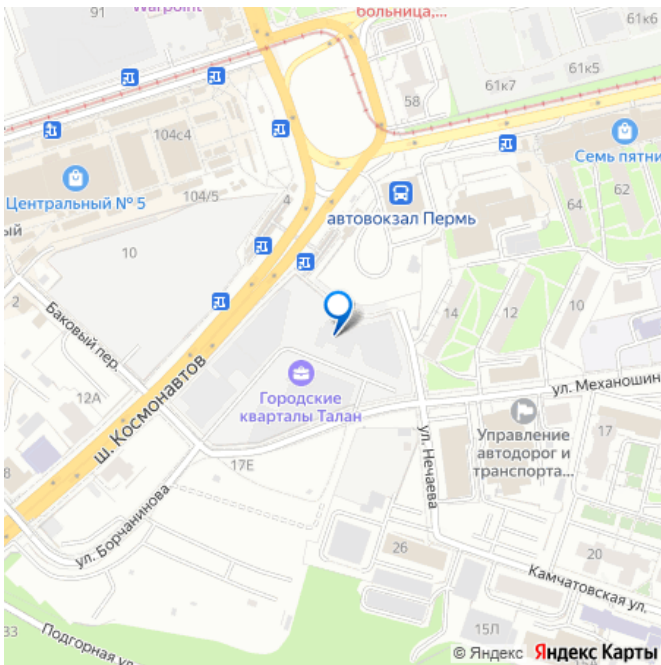 91
Warpoint
больница,...
61к6
61к7
61к5
58
104с4
Центральный № 5
104/5
4
Семь пятни
64
62
автовокзал Пермь
ый
10
2
Баковый пер.
14
12
10
12А
ш. Космонавтов
Городские
кварталы Талан
ул. Механошин
Управление
автодорог и
транспорта...
17
ул. Нечаева
17Е
8
ул. Борчанинова
26
20
Камчатовская ул.
33
Подгорная ул
15Л
© Яндекс Яндекс Карты